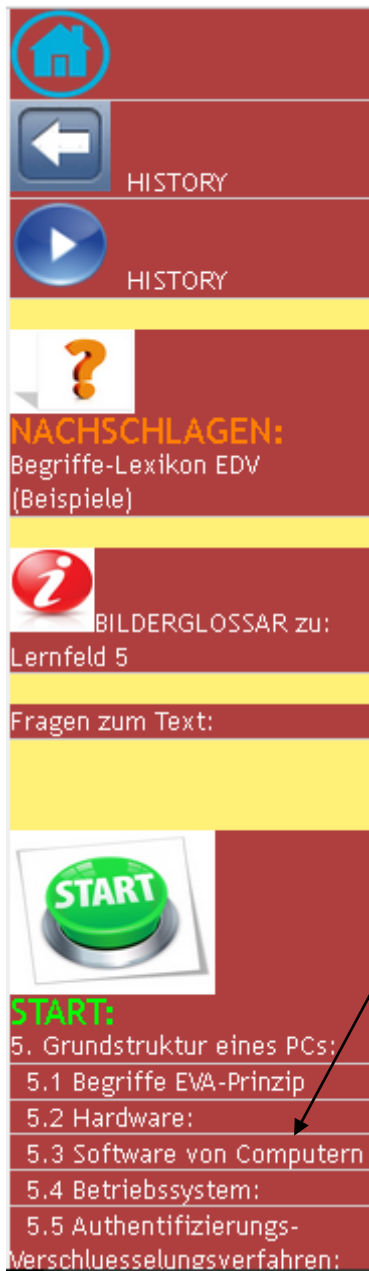 HISTORY
HISTORY
NACHSCHLAGEN:
Begriffe-Lexikon EDV
(Beispiele)
BILDERGLOSSAR zu:
Lernfeld 5
Fragen zum Text:
START
START:
5. Grundstruktur eines PCs:
5.1 Begriffe EVA-Prinzip
5.2 Hardware:
5.3 Software von Computern
5.4 Betriebssystem:
5.5 Authentifizierungs-
Verschluesselungsverfahren: